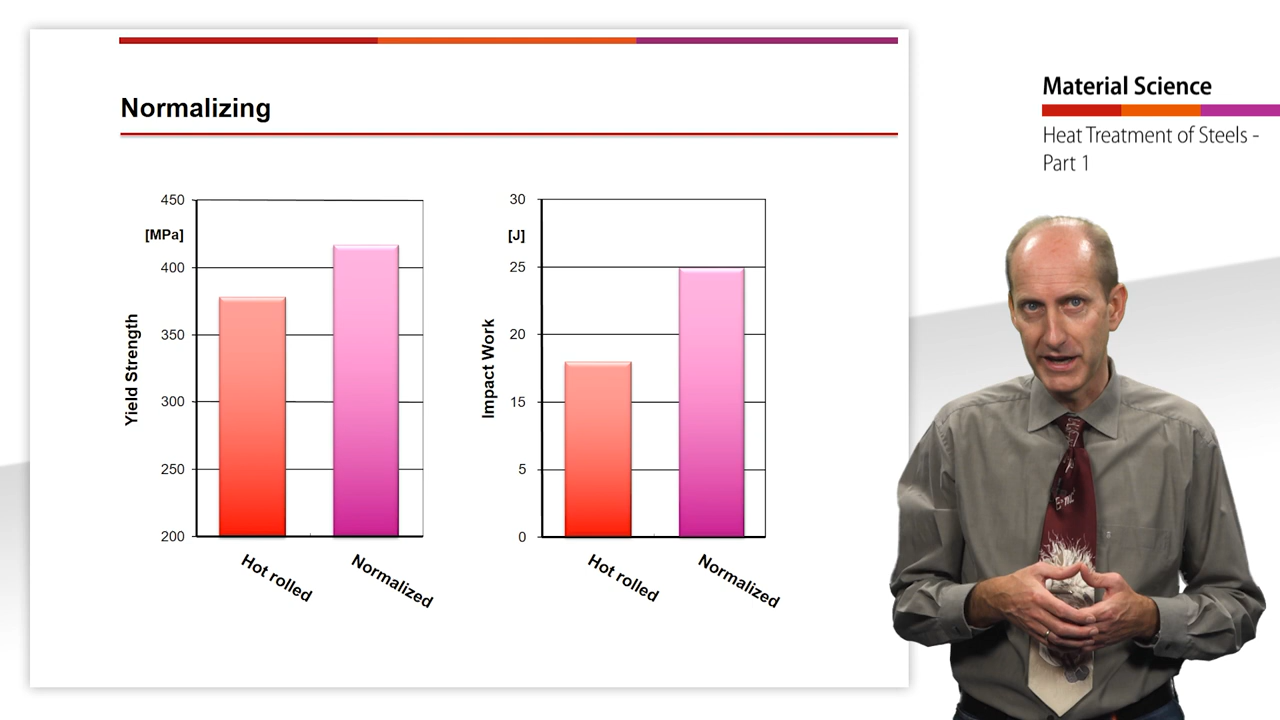 Normalizing
450
[MPa]
400
350
300
250
200
Yield Strength
Hot rolled
Normalized
30
[J]
25
20
15
5
0
Impact Work
Hot rolled
Normalized
Material Science
Heat Treatment of Steels -
Part 1